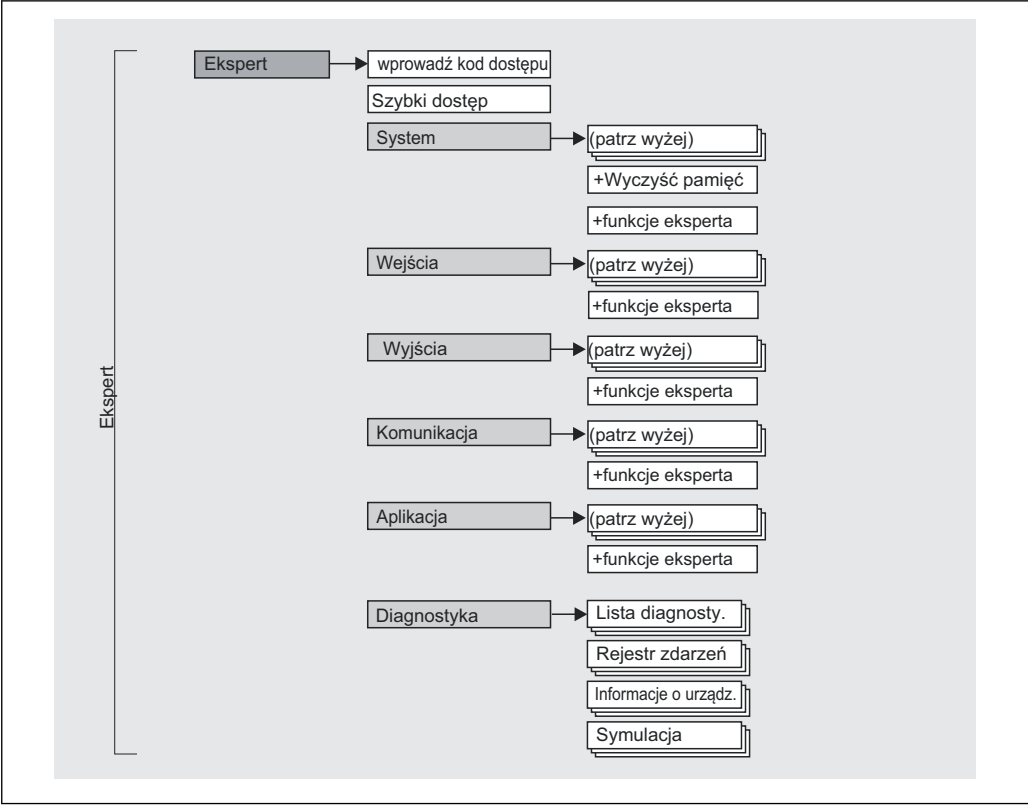 Ekspert
wprowadź kod dostępu
Szybki dostęp
System
(patrz wyżej)
+Wyczyść pamięć
+funkcje eksperta
Wejścia
(patrz wyżej)
+funkcje eksperta
Wyjścia
(patrz wyżej)
+funkcje eksperta
Ekspert
Komunikacja
(patrz wyżej)
+funkcje eksperta
Aplikacja
(patrz wyżej)
+funkcje eksperta
Diagnostyka
Lista diagnosty.
Rejestr zdarzeń
Informacje o urządz.
Symulacja